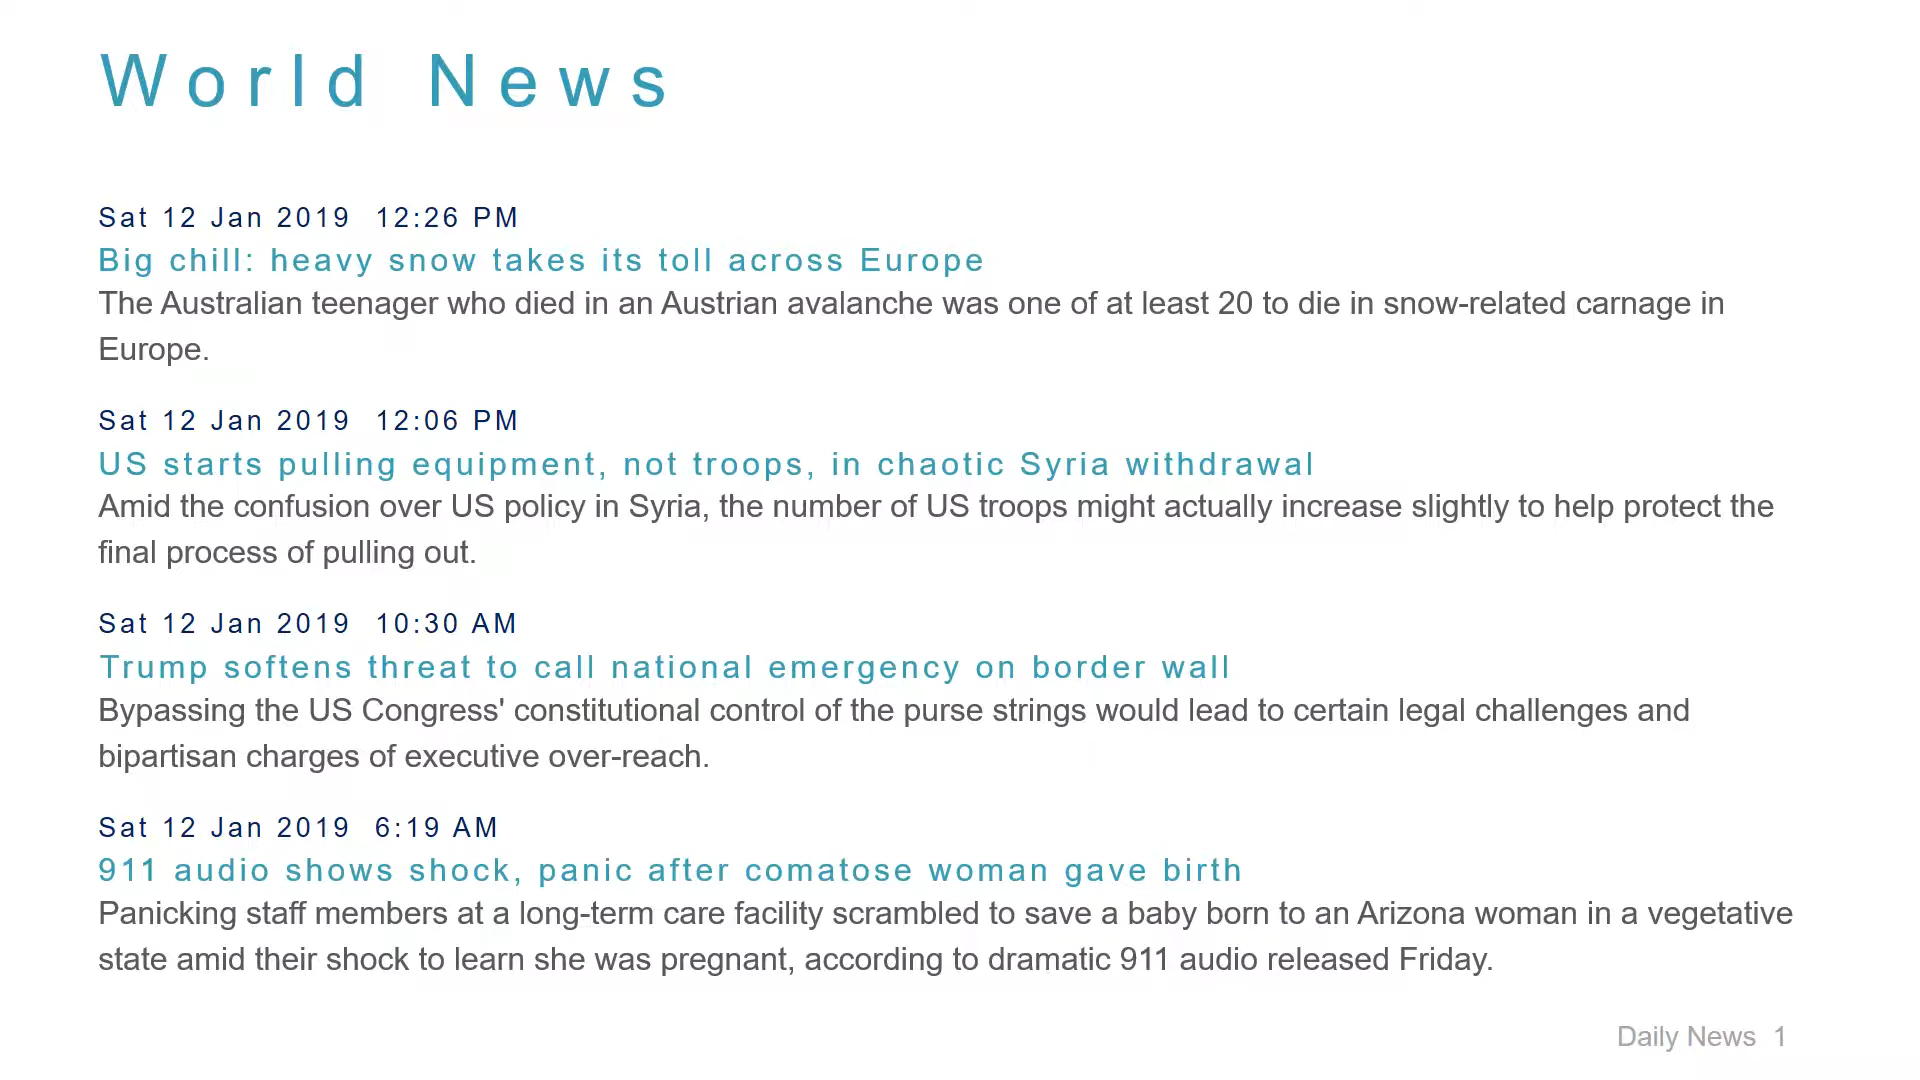 World News
Sat 12 Jan 2019 12:26 PM
Big chill: heavy snow takes its toll across Europe
The Australian teenager who died in an Austrian avalanche was one of at least 20 to die in snow-related carnage in
Europe.
Sat 12 Jan 2019 12:06 PM
US starts pulling equipment, not troops, in chaotic Syria withdrawal
Amid the confusion over US policy in Syria, the number of US troops might actually increase slightly to help protect the
final process of pulling out.
Sat 12 Jan 2019 10:30 AM
Trump softens threat to call national emergency on border wall
Bypassing the US Congress' constitutional control of the purse strings would lead to certain legal challenges and
bipartisan charges of executive over-reach.
Sat 12 Jan 2019 6:19 AM
911 audio shows shock, panic after comatose woman gave birth
Panicking staff members at a long-term care facility scrambled to save a baby born to an Arizona woman in a vegetative
state amid their shock to learn she was pregnant, according to dramatic 911 audio released Friday.
Daily News 1